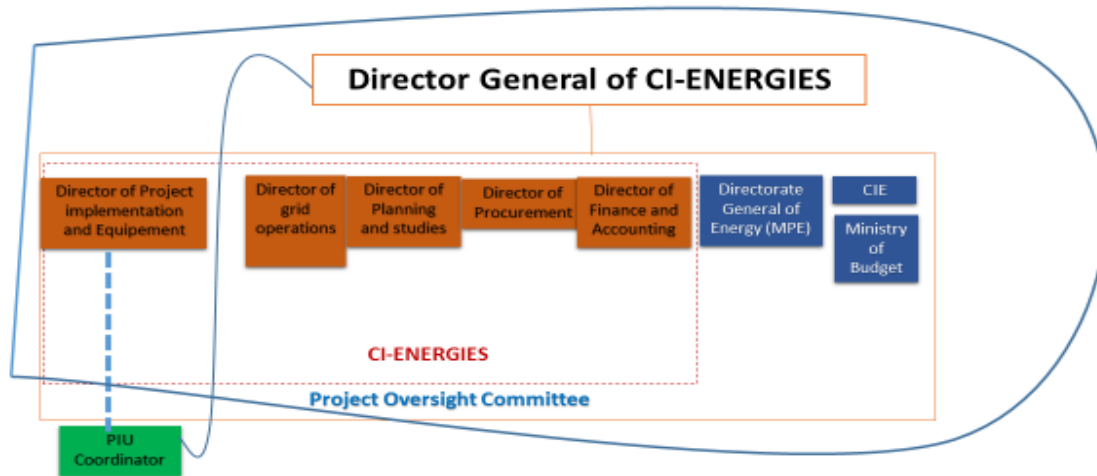 Director General of CI-ENERGIES
Director of Project
implementation
and Equipement
Director of
grid
operations
Director of
Planning
and studies
Director of
Procurement
Director of
Finance and
Accounting
Directorate
General of
Energy (MPE)
CIE
Ministry
of
Budget
CI-ENERGIES
Project Oversight Committee
PIU
Coordinator